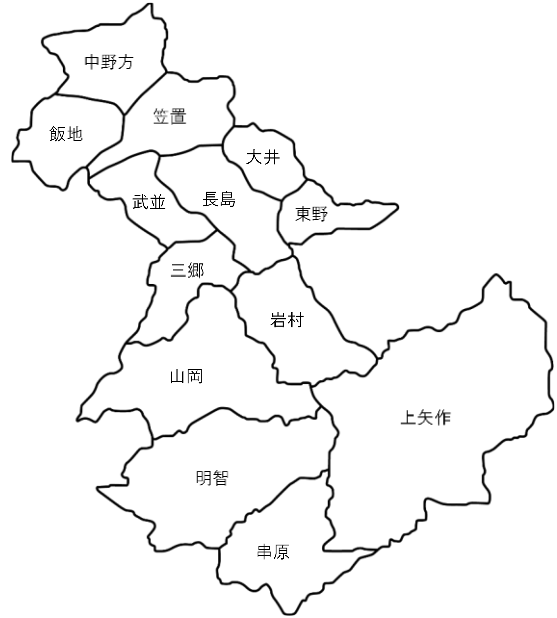 中野方
笠置
飯地
大井
武並
長島
東野
三郷
岩村
山岡
上矢作
明智
串原